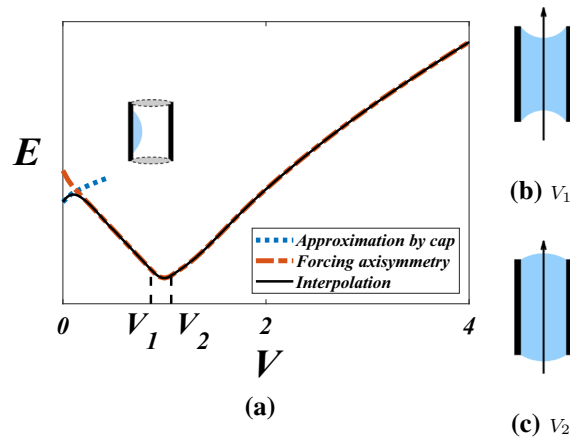 E
Approximation by cap
Forcing axisymmetry
Interpolation
0
V1
V2
2
4
V
(a)
(b) V1
(c) V2